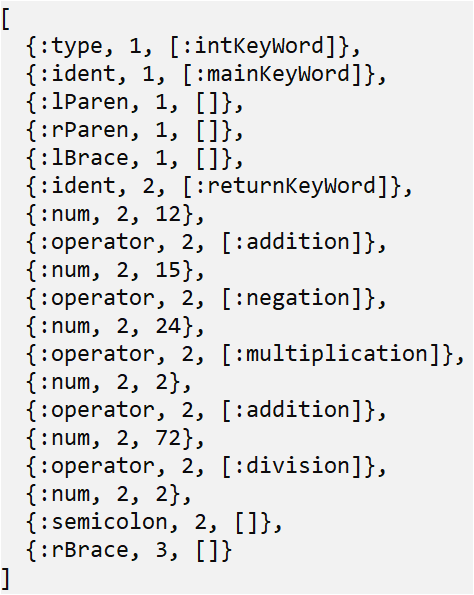 [
{:type, 1, [:intKeyWord]},
{:ident, 1, [:mainKeyWord]},
{:lParen, 1, []},
{:rParen, 1, []},
{:lBrace, 1, []},
{:ident, 2, [:returnKeyWord]},
{:num, 2, 12},
{:operator, 2, [:addition]},
{:num, 2, 15},
{:operator, 2, [:negation]},
{:num, 2, 24},
{:operator, 2, [:multiplication]},
{:num, 2, 2},
{:operator, 2, [:addition]},
{:num, 2, 72},
{:operator, 2, [:division]},
{:num, 2, 2},
{:semicolon, 2, []},
{:rBrace, 3, []}
]